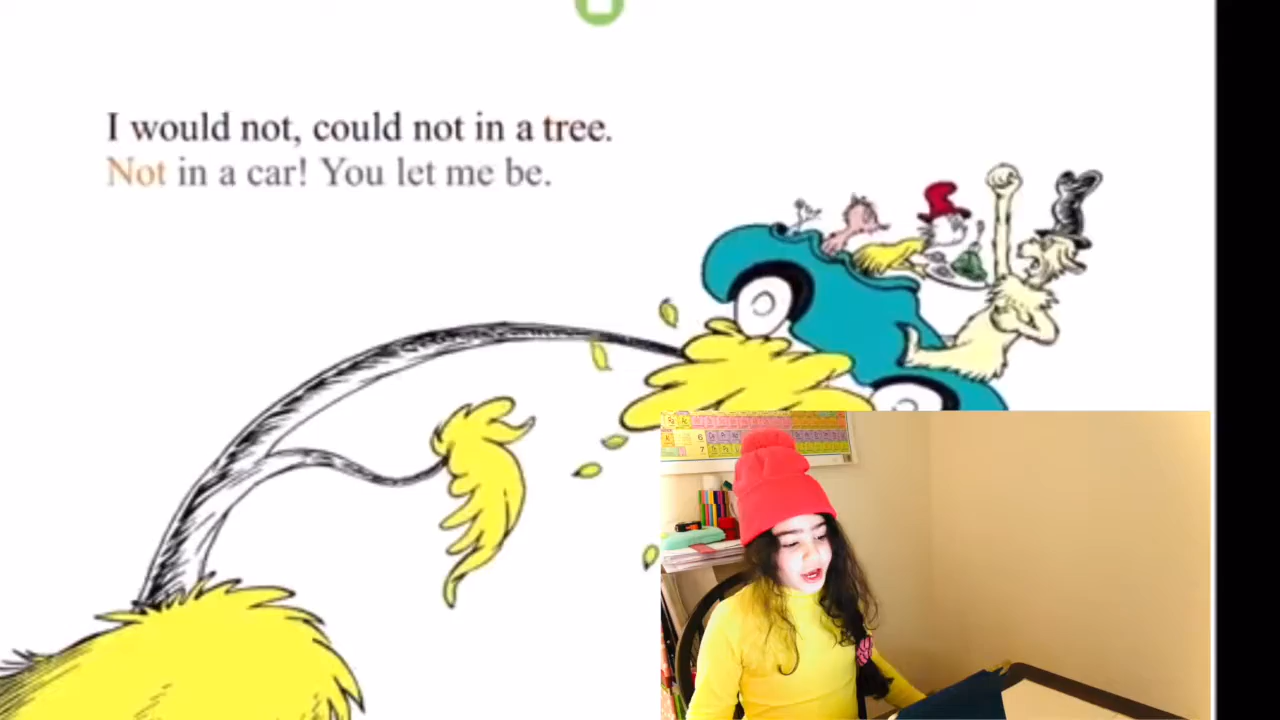 I would not, could not in a tree.
Not in a car! You let me be.